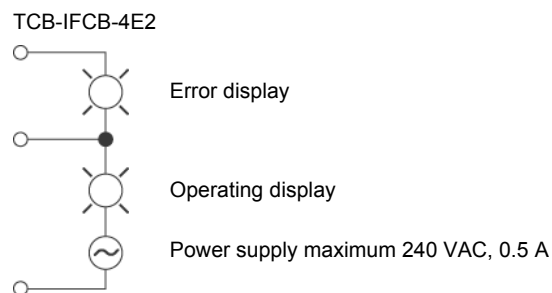 TCB-IFCB-4E2
Error display
Operating display
Power supply maximum 240 VAC, 0.5 A